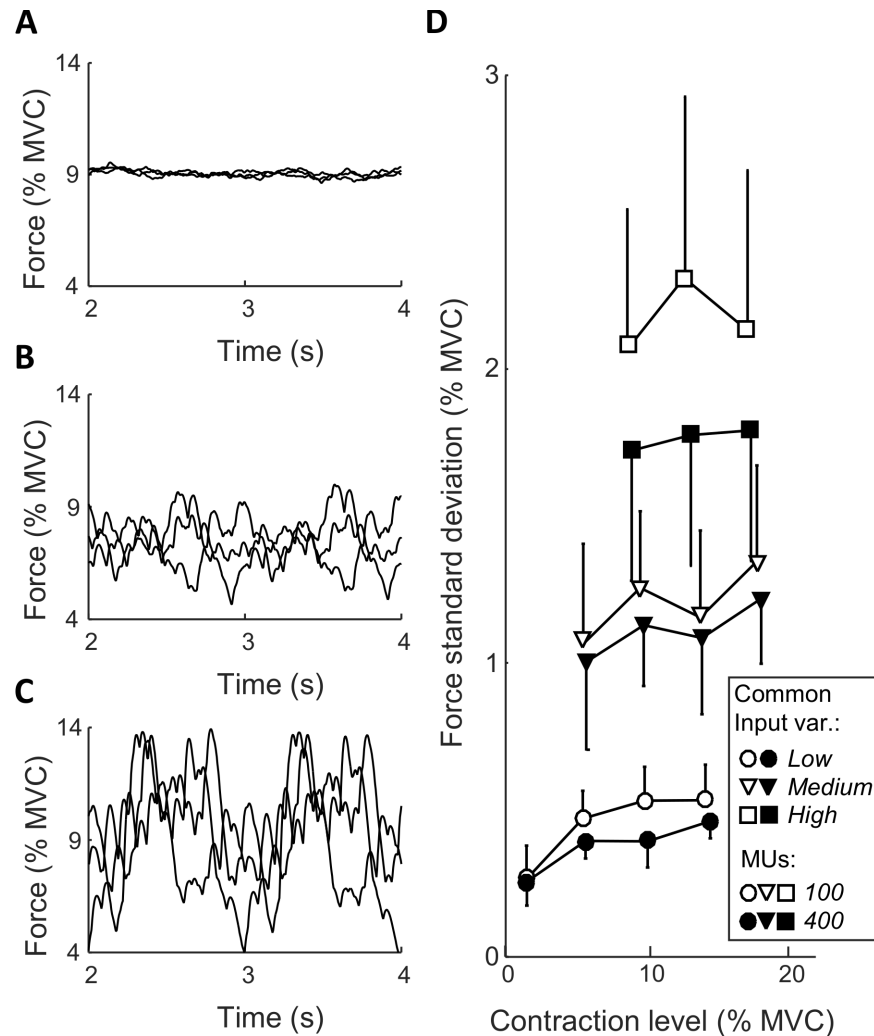 A
14
9
4
Force (% MVC)
2
3
4
Time (s)
B
14
9
4
Force (% MVC)
2
3
4
Time (s)
C
14
9
4
Force (% MVC)
2
3
4
Time (s)
D
3
2
1
0
Force standard deviation (% MVC)
0
10
20
Contraction level (% MVC)
Common
Input var.:
Low
Medium
High
MUs:
100
400